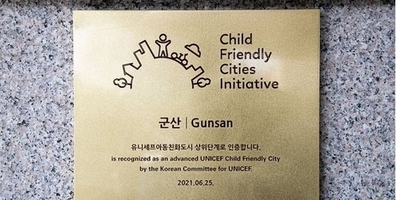 Child
Friendly
Cities
Initiative
군산 | Gunsan
유니세프아동친화도시 상위단계로 인증합니다.
is recognized as an advanced UNICEF Child Friendly City
by the Korean Committee for UNICEF.
2021.06.25.